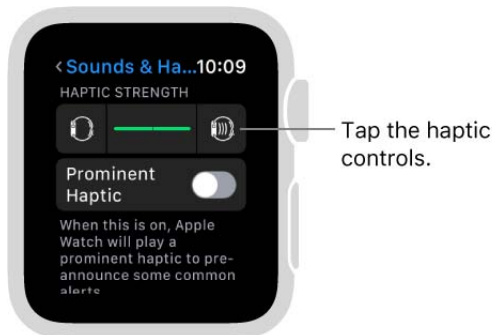 < Sounds & Ha...10:09
HAPTIC STRENGTH
Prominent
Haptic
When this is on, Apple
Watch will play a
prominent haptic to pre-
announce some common
alerts
Tap the haptic
controls.